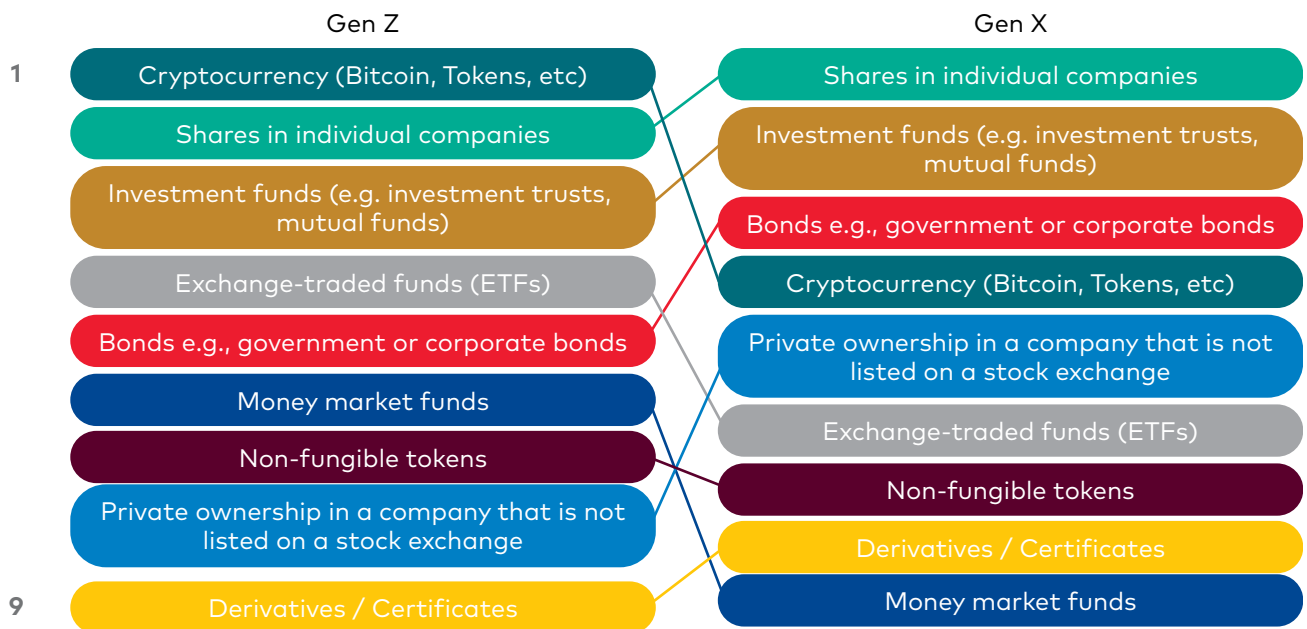 Gen Z
Gen X
1
Cryptocurrency (Bitcoin, Tokens, etc)
Shares in individual companies
Investment funds (e.g. investment trusts,
mutual funds)
Exchange-traded funds (ETFs)
Bonds e.g., government or corporate bonds
Money market funds
Non-fungible tokens
Private ownership in a company that is not
listed on a stock exchange
9
Derivatives / Certificates
Shares in individual companies
Investment funds (e.g. investment trusts,
mutual funds)
Bonds e.g., government or corporate bonds
Cryptocurrency (Bitcoin, Tokens, etc)
Private ownership in a company that is not
listed on a stock exchange
Exchange-traded funds (ETFs)
Non-fungible tokens
Derivatives / Certificates
Money market funds